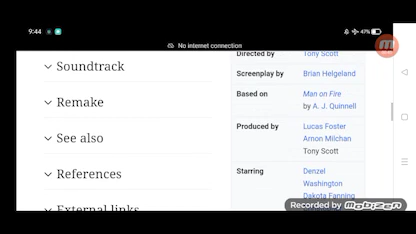 9:44
47%
No internet connection
Directed by Tony Scott
Soundtrack
Screenplay by Brian Helgeland
Remake
Based on Man on Fire
by A. J. Quinnell
See also
Produced by Lucas Foster
Arnon Milchan
Tony Scott
References
Starring Denzel
Washington
Dakota Fanning
External links
Recorded by Mobizen